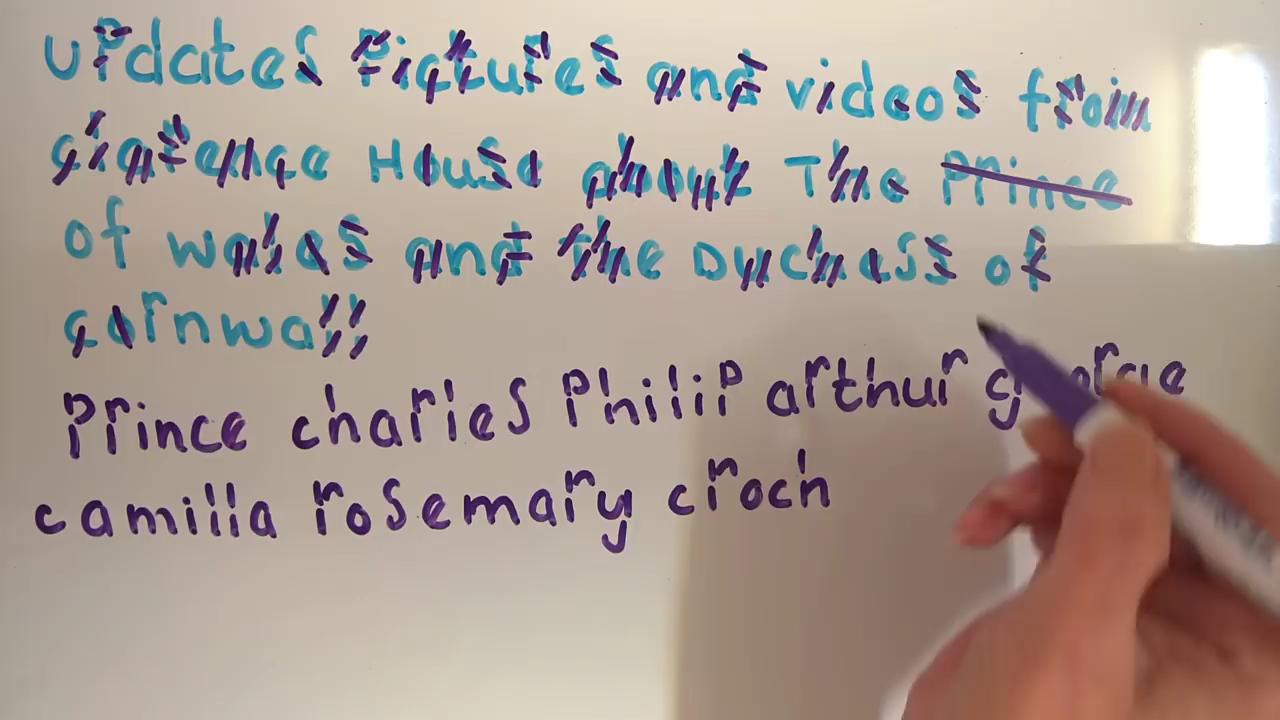 updates Pictures and videos from
clarence House about The Prince
of wales and the Duchess of
cornwall
Prince charles Philip arthur george
camilla rosemary croch